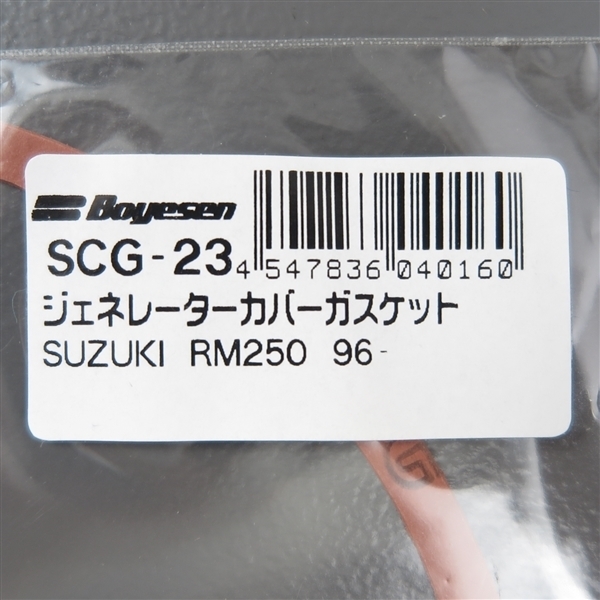 Boyesen
SCG-23
4 547836 040160
ジェネレーターカバーガスケット
SUZUKI RM250 96-